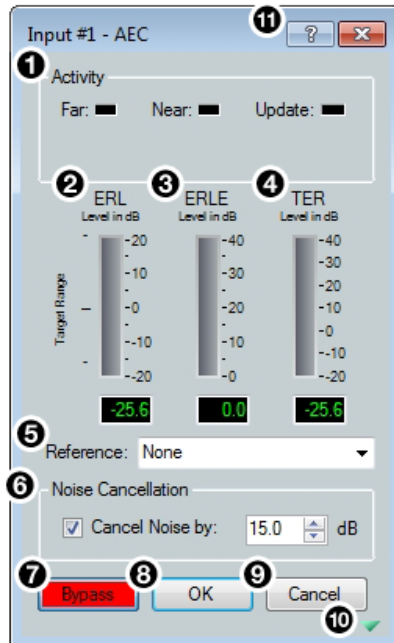 11
Input #1 - AEC
?
1
Activity
Far: Near: Update:
2 ERL 3 ERLE 4 TER
Level in dB Level in dB Level in dB
-20 -40 -40
-30
-10 -30 -20
Target Range -0 -20 -10
-0
--10 -10 --10
--20 -0 --20
-25.6 0.0 -25.6
5
Reference: None
6
Noise Cancellation
Cancel Noise by: 15.0 dB
7 8 9
Bypass OK Cancel
10